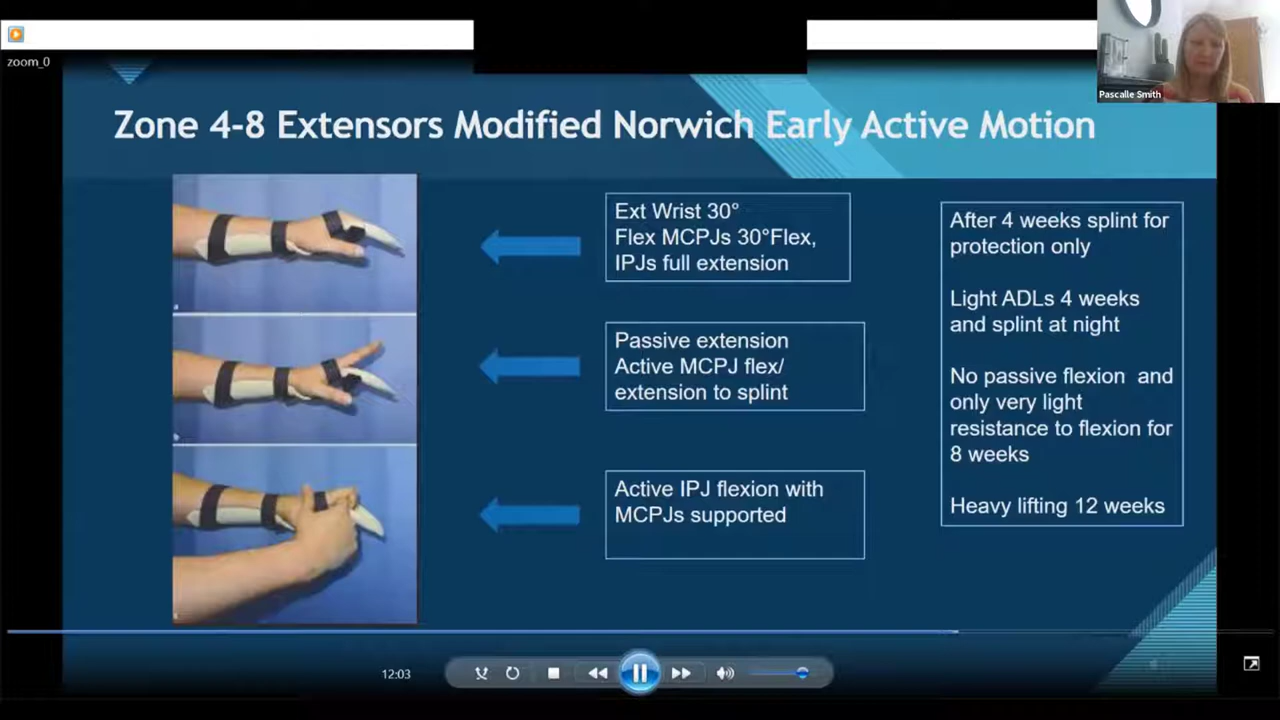 zoom_0
Pascalle Smith
Zone 4-8 Extensors Modified Norwich Early Active Motion
Ext Wrist 30°
Flex MCPJs 30°Flex,
IPJs full extension
Passive extension
Active MCPJ flex/
extension to splint
Active IPJ flexion with
MCPJs supported
After 4 weeks splint for
protection only
Light ADLs 4 weeks
and splint at night
No passive flexion and
only very light
resistance to flexion for
8 weeks
Heavy lifting 12 weeks
12:03